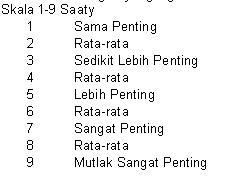 Skala 1-9 Saaty
1 Sama Penting
2 Rata-rata
3 Sedikit Lebih Penting
4 Rata-rata
5 Lebih Penting
6 Rata-rata
7 Sangat Penting
8 Rata-rata
9 Mutlak Sangat Penting